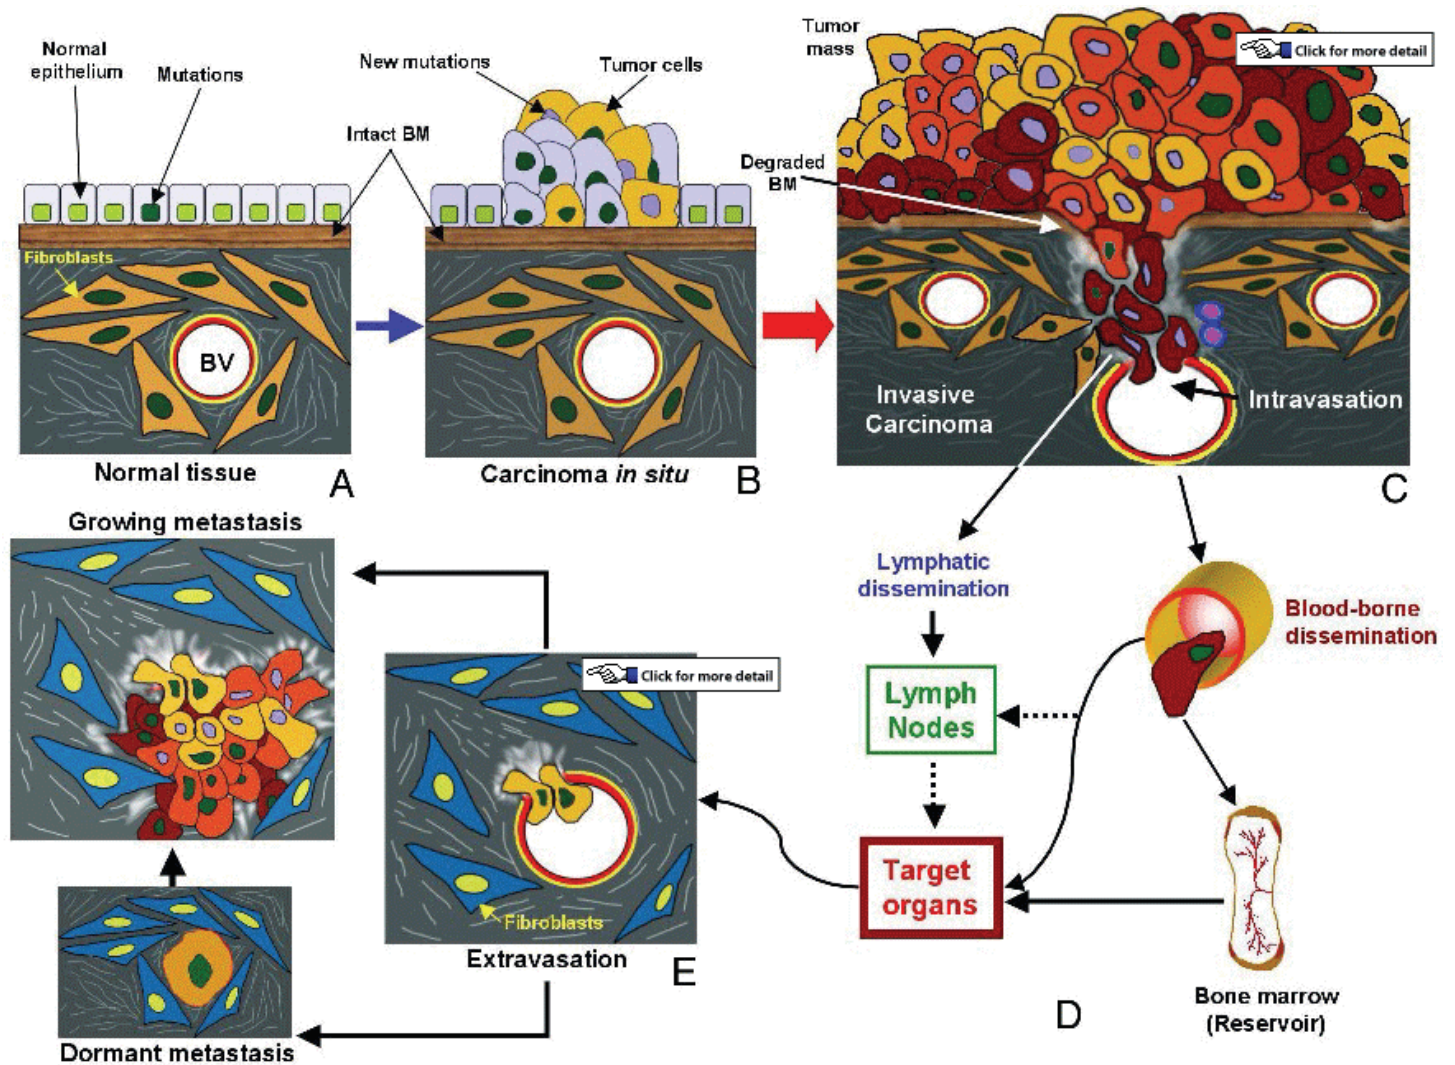 Normal
epithelium
Mutations
Intact BM
Fibroblasts
BV
Normal tissue
A
New mutations
Tumor cells
Carcinoma in situ
B
Tumor
mass
Click for more detail
Degraded
BM
Invasive
Carcinoma
Intravasation
C
Lymphatic
dissemination
Blood-borne
dissemination
Lymph
Nodes
Target
organs
Bone marrow
(Reservoir)
D
Click for more detail
Fibroblasts
Extravasation
E
Growing metastasis
Dormant metastasis